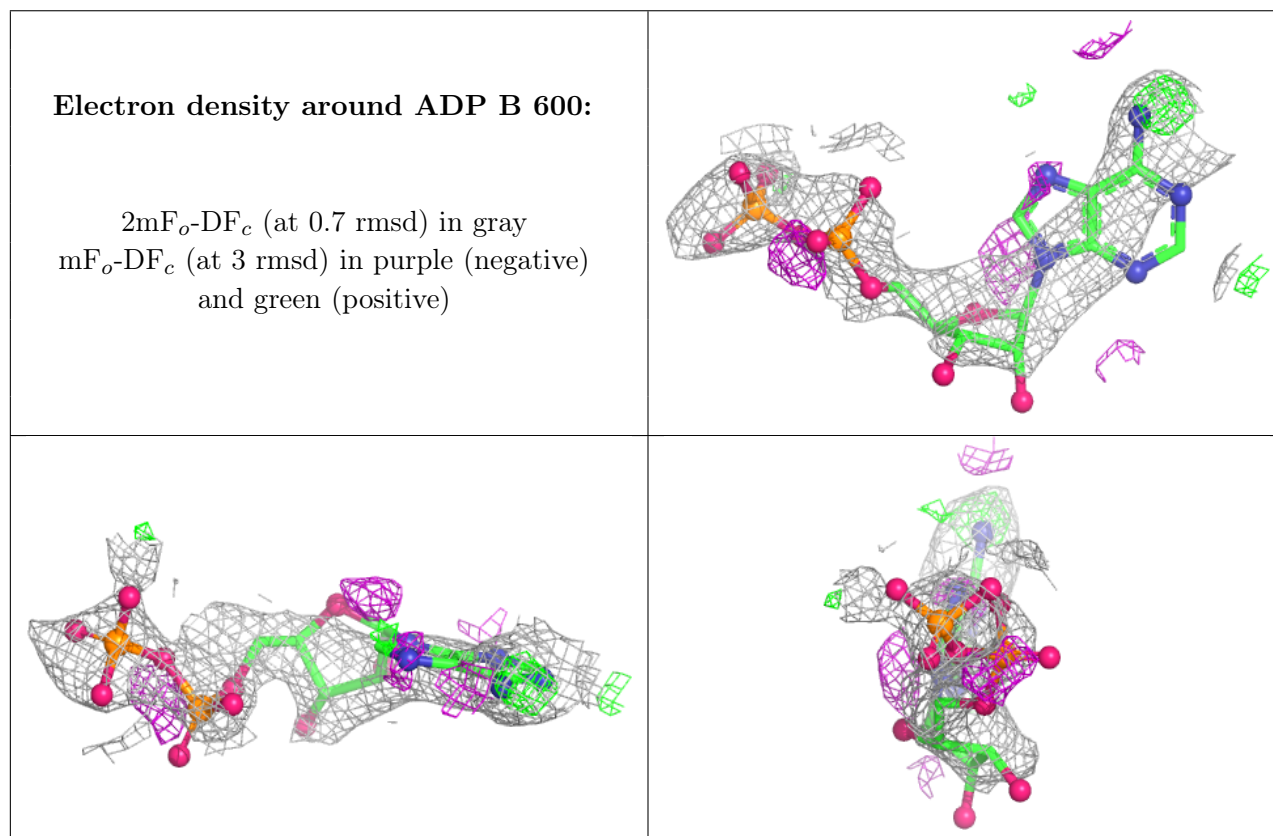 Electron density around ADP B 600:
2mFₒ-DF𝒸 (at 0.7 rmsd) in gray
mFₒ-DF𝒸 (at 3 rmsd) in purple (negative)
and green (positive)